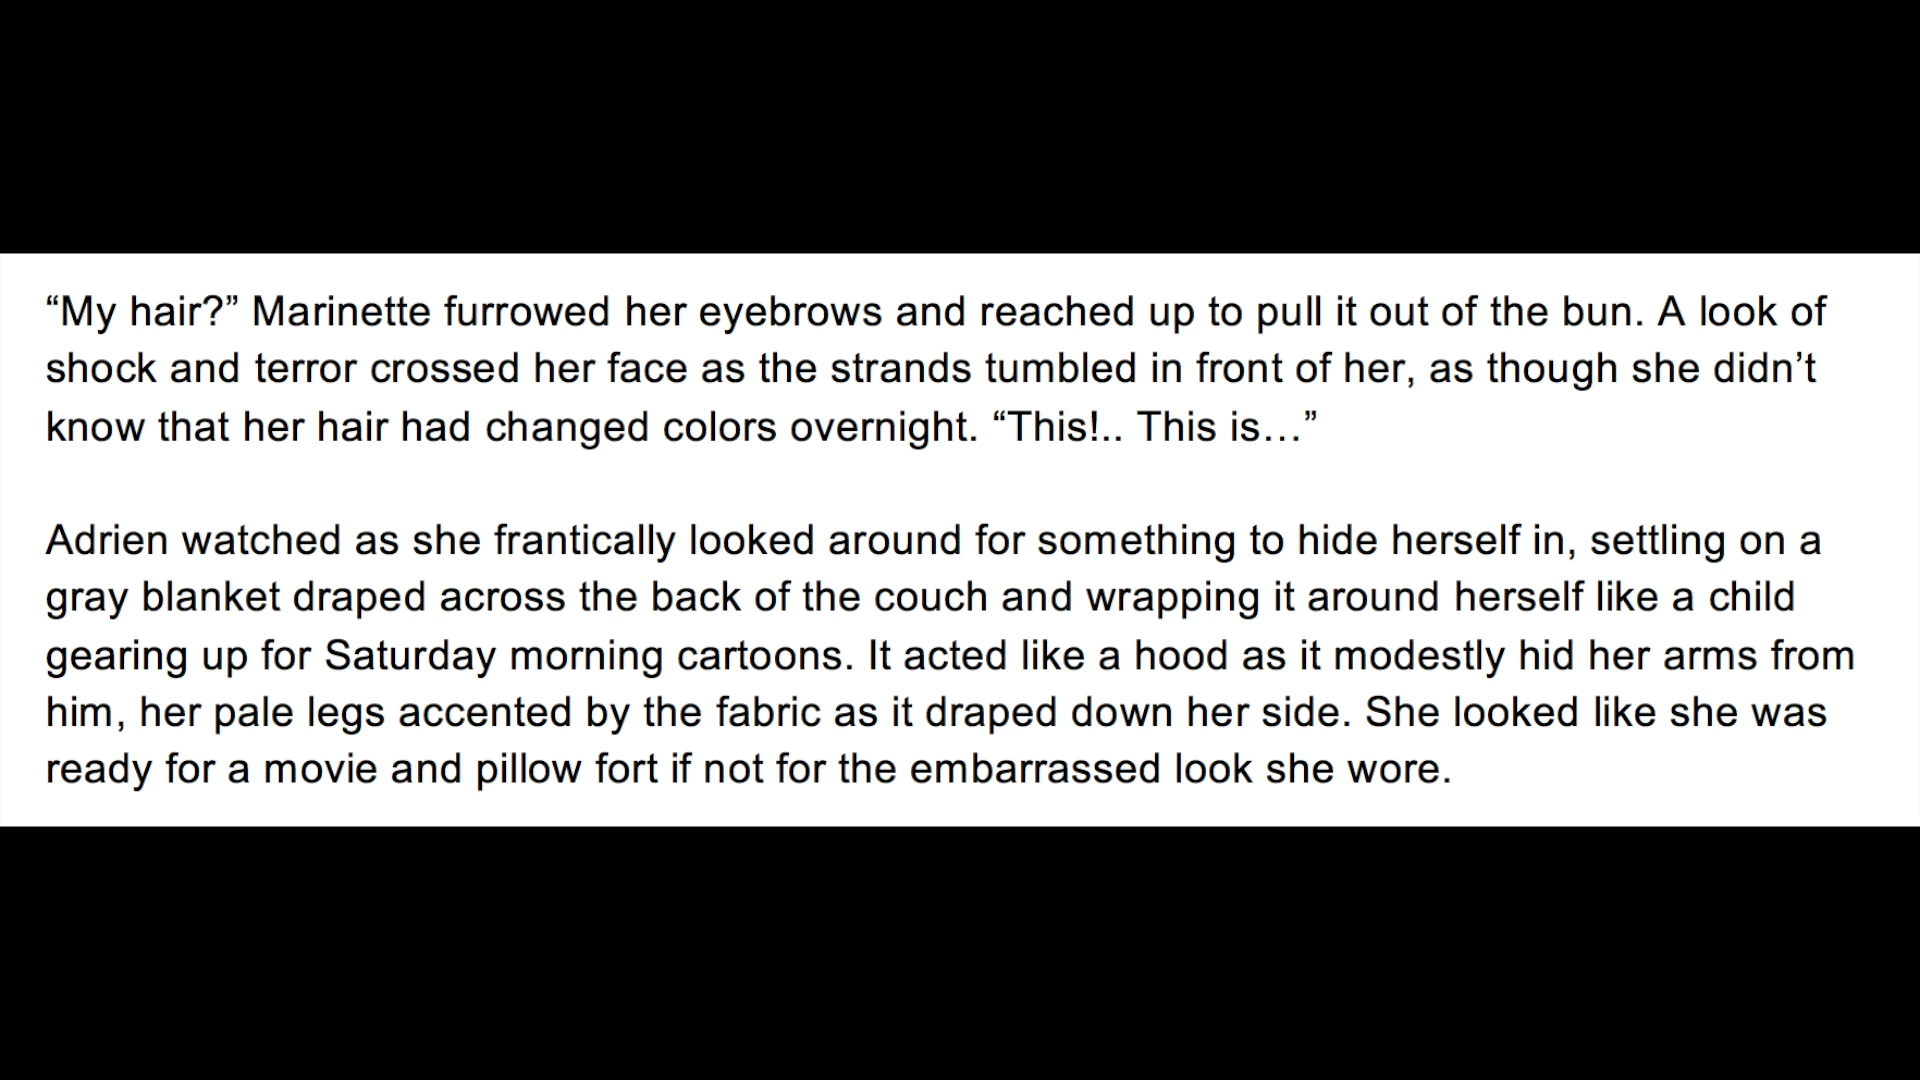 “My hair?” Marinette furrowed her eyebrows and reached up to pull it out of the bun. A look of
shock and terror crossed her face as the strands tumbled in front of her, as though she didn’t
know that her hair had changed colors overnight. “This!.. This is…”
Adrien watched as she frantically looked around for something to hide herself in, settling on a
gray blanket draped across the back of the couch and wrapping it around herself like a child
gearing up for Saturday morning cartoons. It acted like a hood as it modestly hid her arms from
him, her pale legs accented by the fabric as it draped down her side. She looked like she was
ready for a movie and pillow fort if not for the embarrassed look she wore.